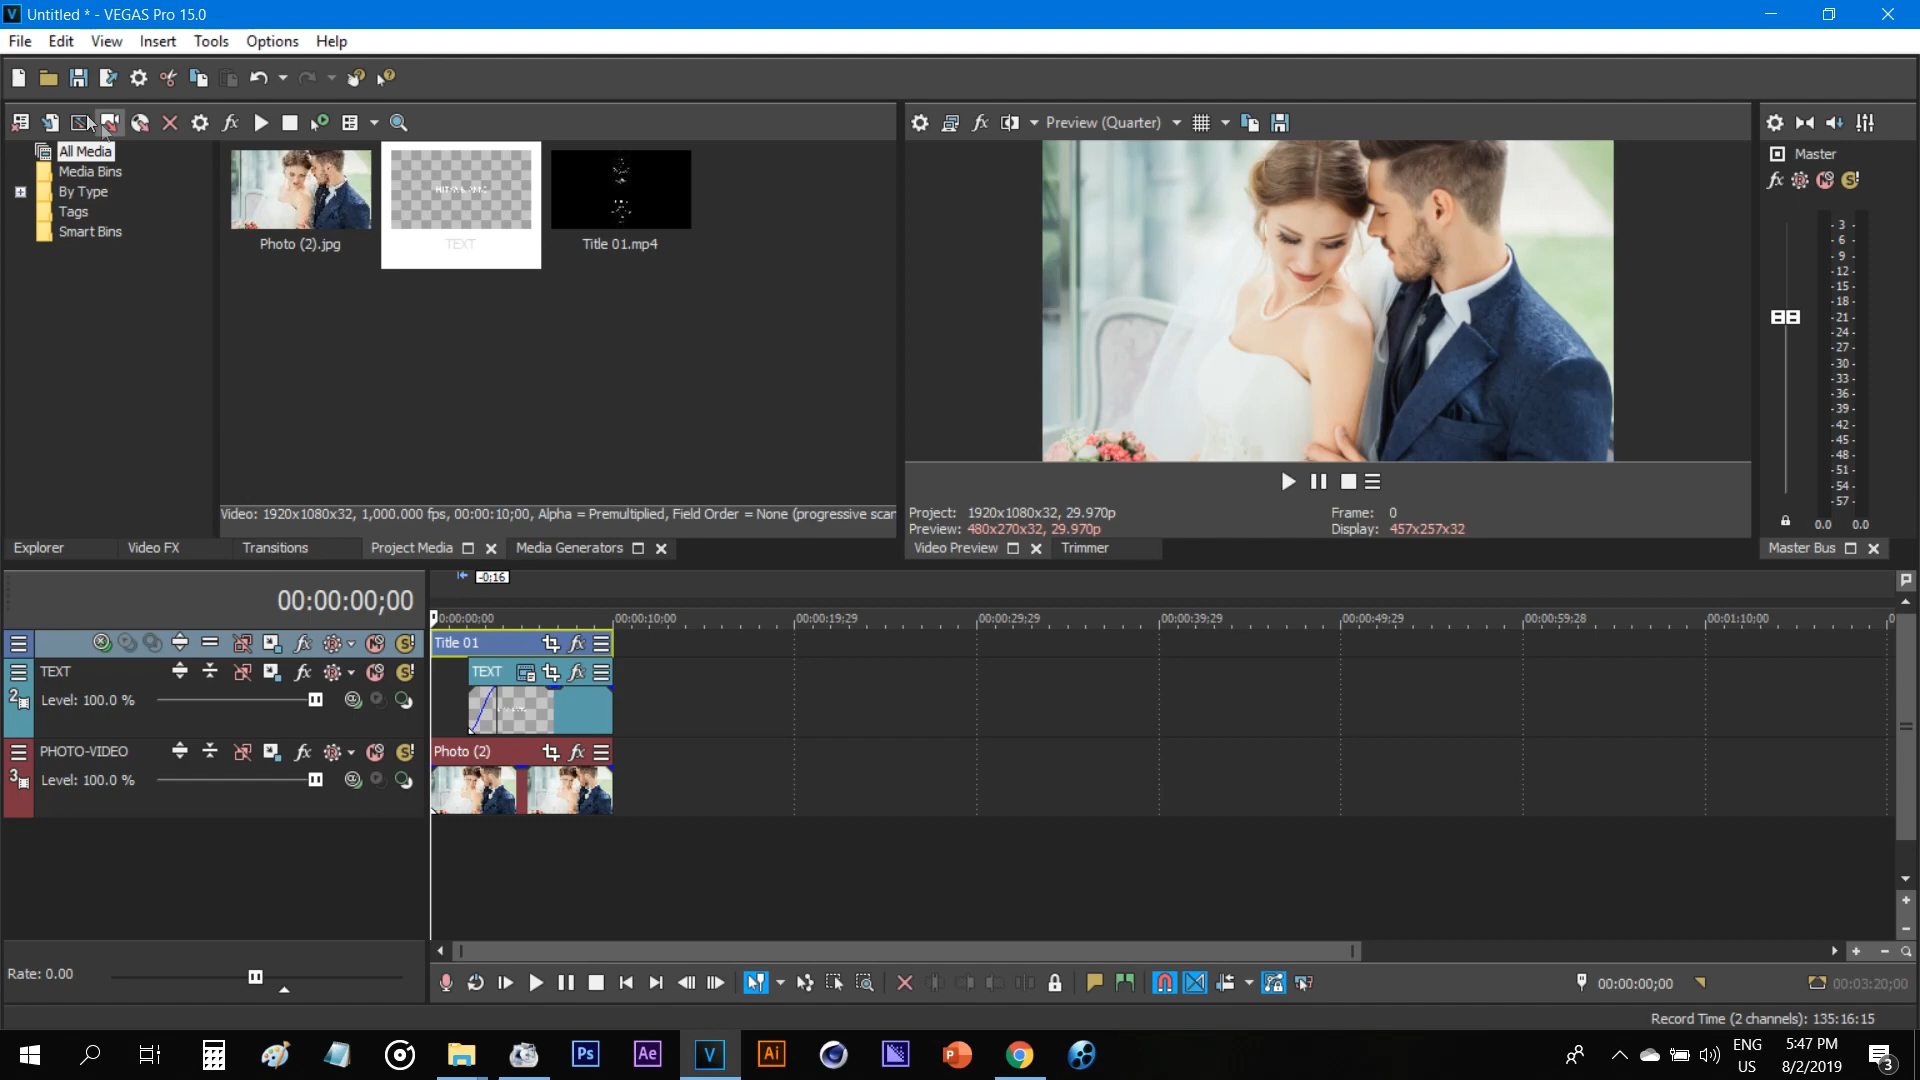 Untitled * - VEGAS Pro 15.0
File Edit View Insert Tools Options Help
Preview (Quarter)
All Media
Media Bins
By Type
Tags
Smart Bins
Photo (2).jpg
TEXT
Title 01.mp4
Master
-3-
-6-
-9-
-12-
-15-
-18-
-21-
-24-
-27-
-30-
-33-
-36-
-39-
-42-
-45-
-48-
-51-
-54-
-57-
0.0 0.0
Video: 1920x1080x32, 1,000.000 fps, 00:00:10;00, Alpha = Premultiplied, Field Order = None (progressive scan
Project: 1920x1080x32, 29.970p
Preview: 480x270x32, 29.970p
Frame: 0
Display: 457x257x32
Explorer Video FX Transitions Project Media Media Generators
Video Preview Trimmer
Master Bus
-0;16
00:00:00;00
0:00:00;00 00:00:10;00 00:00:19;29 00:00:29;29 00:00:39;29 00:00:49;29 00:00:59;28 00:01:10;00 0
Title 01
TEXT
2
Level: 100.0 %
TEXT
PHOTO-VIDEO
3
Level: 100.0 %
Photo (2)
Rate: 0.00
00:00:00;00
00:03:20;00
Record Time (2 channels): 135:16:15
Ps Ae V Ai
ENG
US
5:47 PM
8/2/2019
3